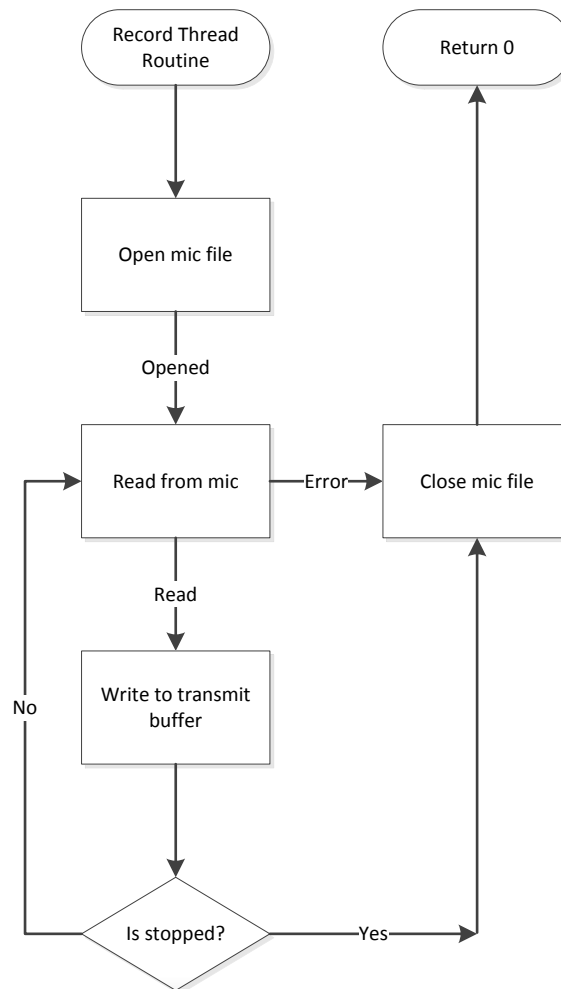 Record Thread
Routine
Return 0
Open mic file
Opened
Read from mic
Error
Close mic file
Read
Write to transmit
buffer
No
Is stopped?
Yes